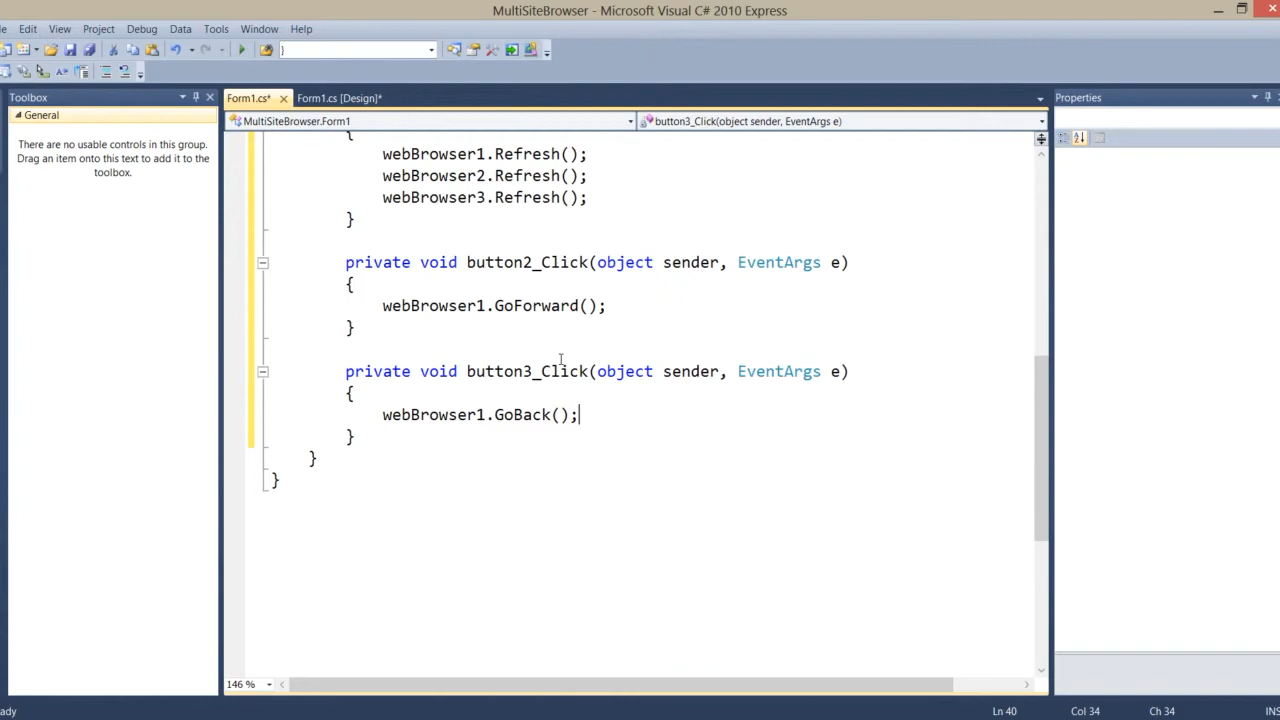 MultiSiteBrowser - Microsoft Visual C# 2010 Express
Edit View Project Debug Data Tools Window Help
}
Toolbox
Form1.cs* Form1.cs [Design]*
Properties
General
MultiSiteBrowser.Form1
button3_Click(object sender, EventArgs e)
There are no usable controls in this group.
Drag an item onto this text to add it to the
toolbox.
{
webBrowser1.Refresh();
webBrowser2.Refresh();
webBrowser3.Refresh();
}
private void button2_Click(object sender, EventArgs e)
{
webBrowser1.GoForward();
}
private void button3_Click(object sender, EventArgs e)
{
webBrowser1.GoBack();
}
}
}
146 %
ady
Ln 40 Col 34 Ch 34 INS